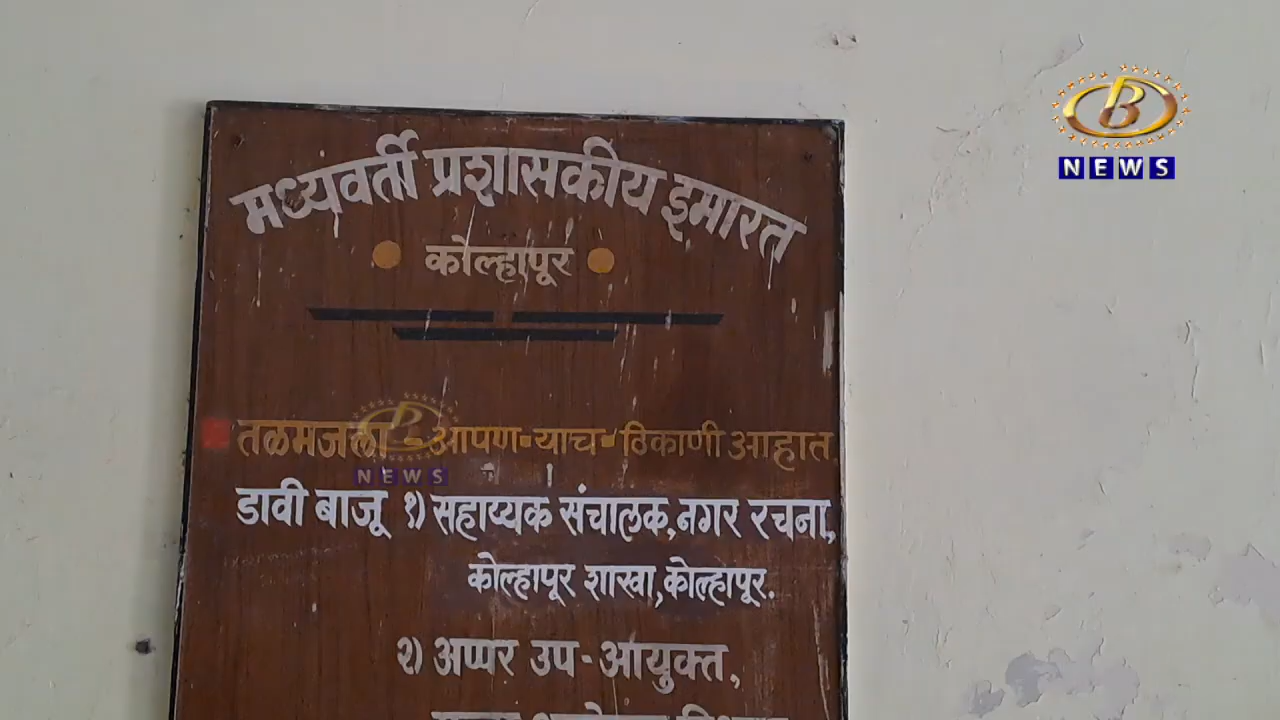 B
NEWS
मध्यवर्ती प्रशासकीय इमारत
कोल्हापूर
तळमजला - आपण-याच-ठिकाणी आहात
B
NEWS
डावी बाजू १) सहाय्यक संचालक, नगर रचना,
कोल्हापूर शाखा, कोल्हापूर.
२) अप्पर उप-आयुक्त,